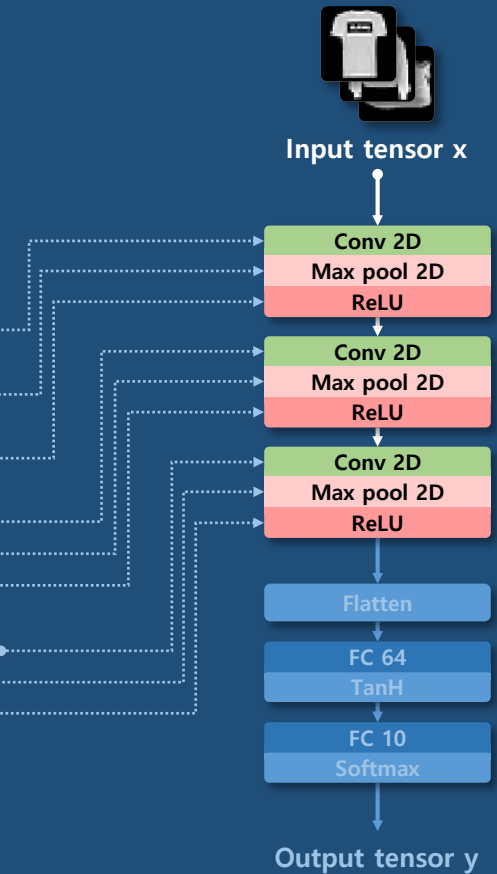 Input tensor x
Conv 2D
Max pool 2D
ReLU
Conv 2D
Max pool 2D
ReLU
Conv 2D
Max pool 2D
ReLU
Flatten
FC 64
TanH
FC 10
Softmax
Output tensor y